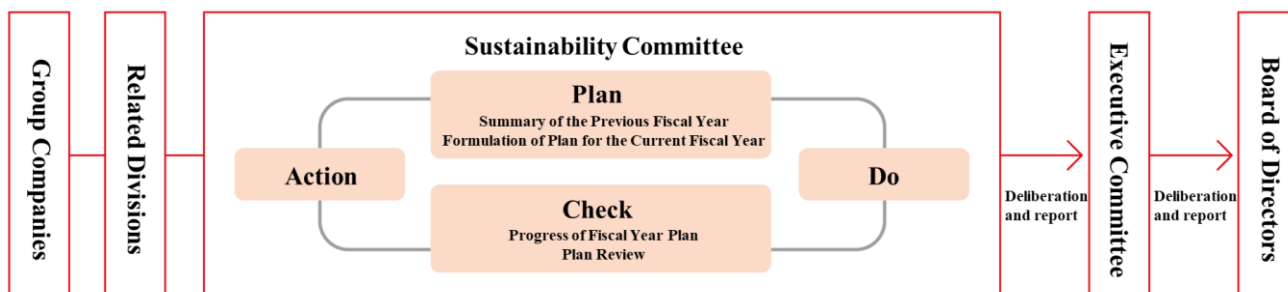 Group Companies
Related Divisions
Sustainability Committee
Plan
Summary of the Previous Fiscal Year
Formulation of Plan for the Current Fiscal Year
Action
Do
Check
Progress of Fiscal Year Plan
Plan Review
Deliberation
and report
Executive Committee
Deliberation
and report
Board of Directors